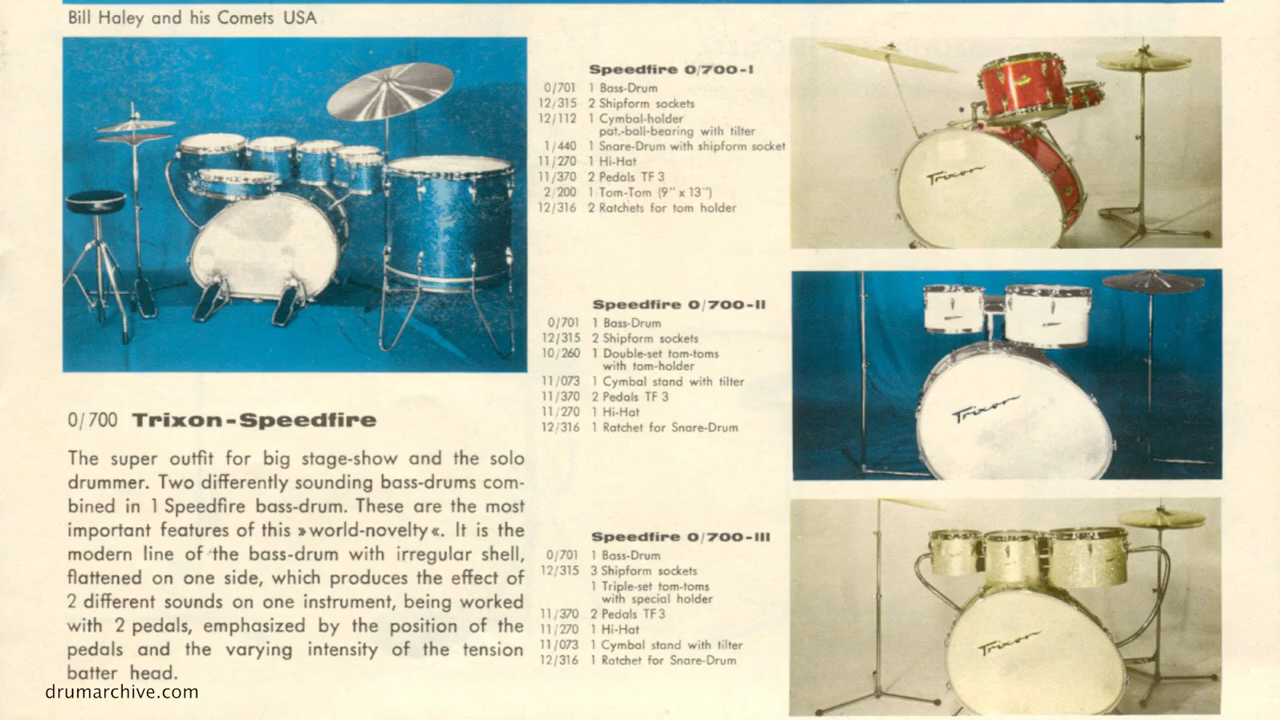 Bill Haley and his Comets USA
0/700 Trixon-Speedfire
The super outfit for big stage-show and the solo
drummer. Two differently sounding bass-drums com-
bined in 1 Speedfire bass-drum. These are the most
important features of this »world-novelty«. It is the
modern line of the bass-drum with irregular shell,
flattened on one side, which produces the effect of
2 different sounds on one instrument, being worked
with 2 pedals, emphasized by the position of the
pedals and the varying intensity of the tension
batter head.
drumarchive.com
Speedfire 0/700-I
0/701 1 Bass-Drum
12/315 2 Shipform sockets
12/112 1 Cymbal-holder
pat.-ball-bearing with tilter
1/440 1 Snare-Drum with shipform socket
11/270 1 Hi-Hat
11/370 2 Pedals TF 3
2/200 1 Tom-Tom (9" x 13")
12/316 2 Ratchets for tom holder
Speedfire 0/700-II
0/701 1 Bass-Drum
12/315 2 Shipform sockets
10/260 1 Double-set tom-toms
with tom-holder
11/073 1 Cymbal stand with tilter
11/370 2 Pedals TF 3
11/270 1 Hi-Hat
12/316 1 Ratchet for Snare-Drum
Speedfire 0/700-III
0/701 1 Bass-Drum
12/315 3 Shipform sockets
1 Triple-set tom-toms
with special holder
11/370 2 Pedals TF 3
11/270 1 Hi-Hat
11/073 1 Cymbal stand with tilter
12/316 1 Ratchet for Snare-Drum
Trixon
Trixon
Trixon